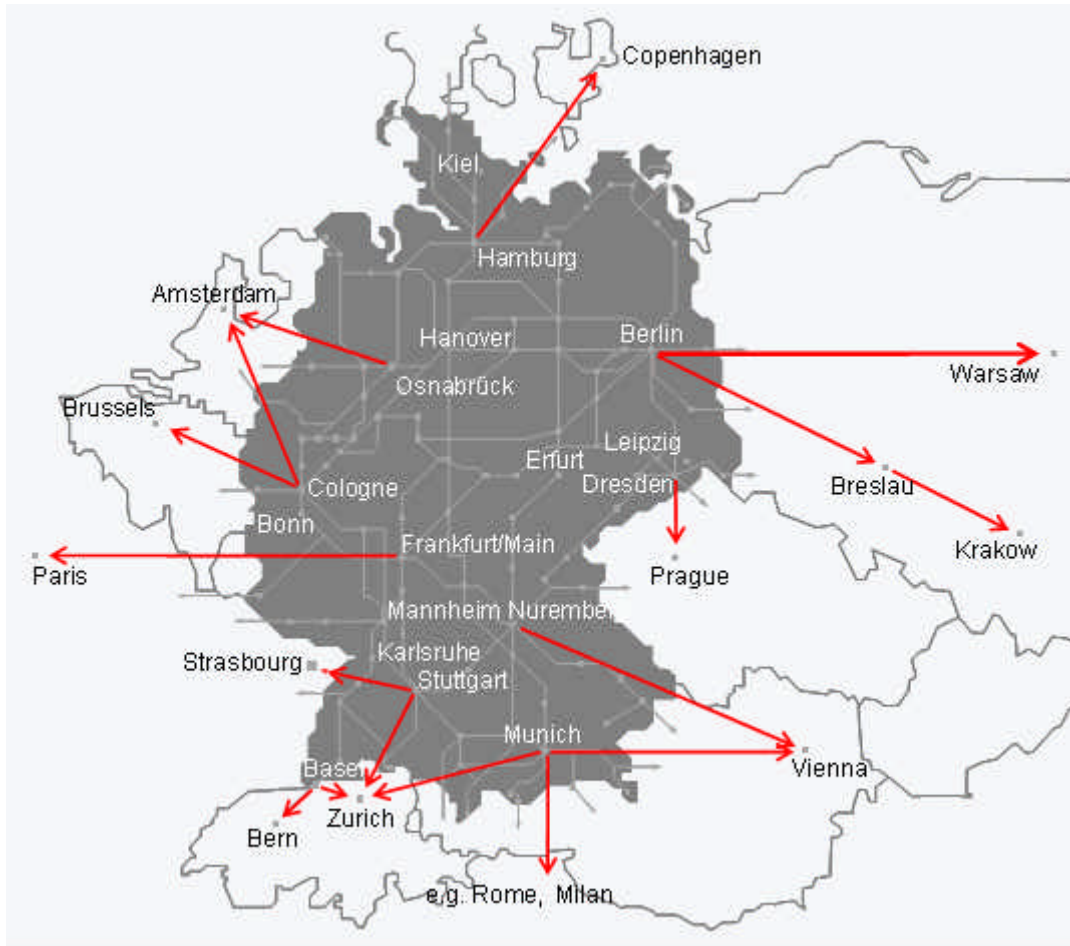 Copenhagen
Kiel
Hamburg
Amsterdam
Hanover
Berlin
Osnabrück
Warsaw
Brussels
Leipzig
Erfurt
Dresden
Cologne
Breslau
Bonn
Frankfurt/Main
Krakow
Paris
Prague
Mannheim Nurember
Karlsruhe
Strasbourg
Stuttgart
Munich
Vienna
Basel
Zurich
Bern
e.g. Rome, Milan